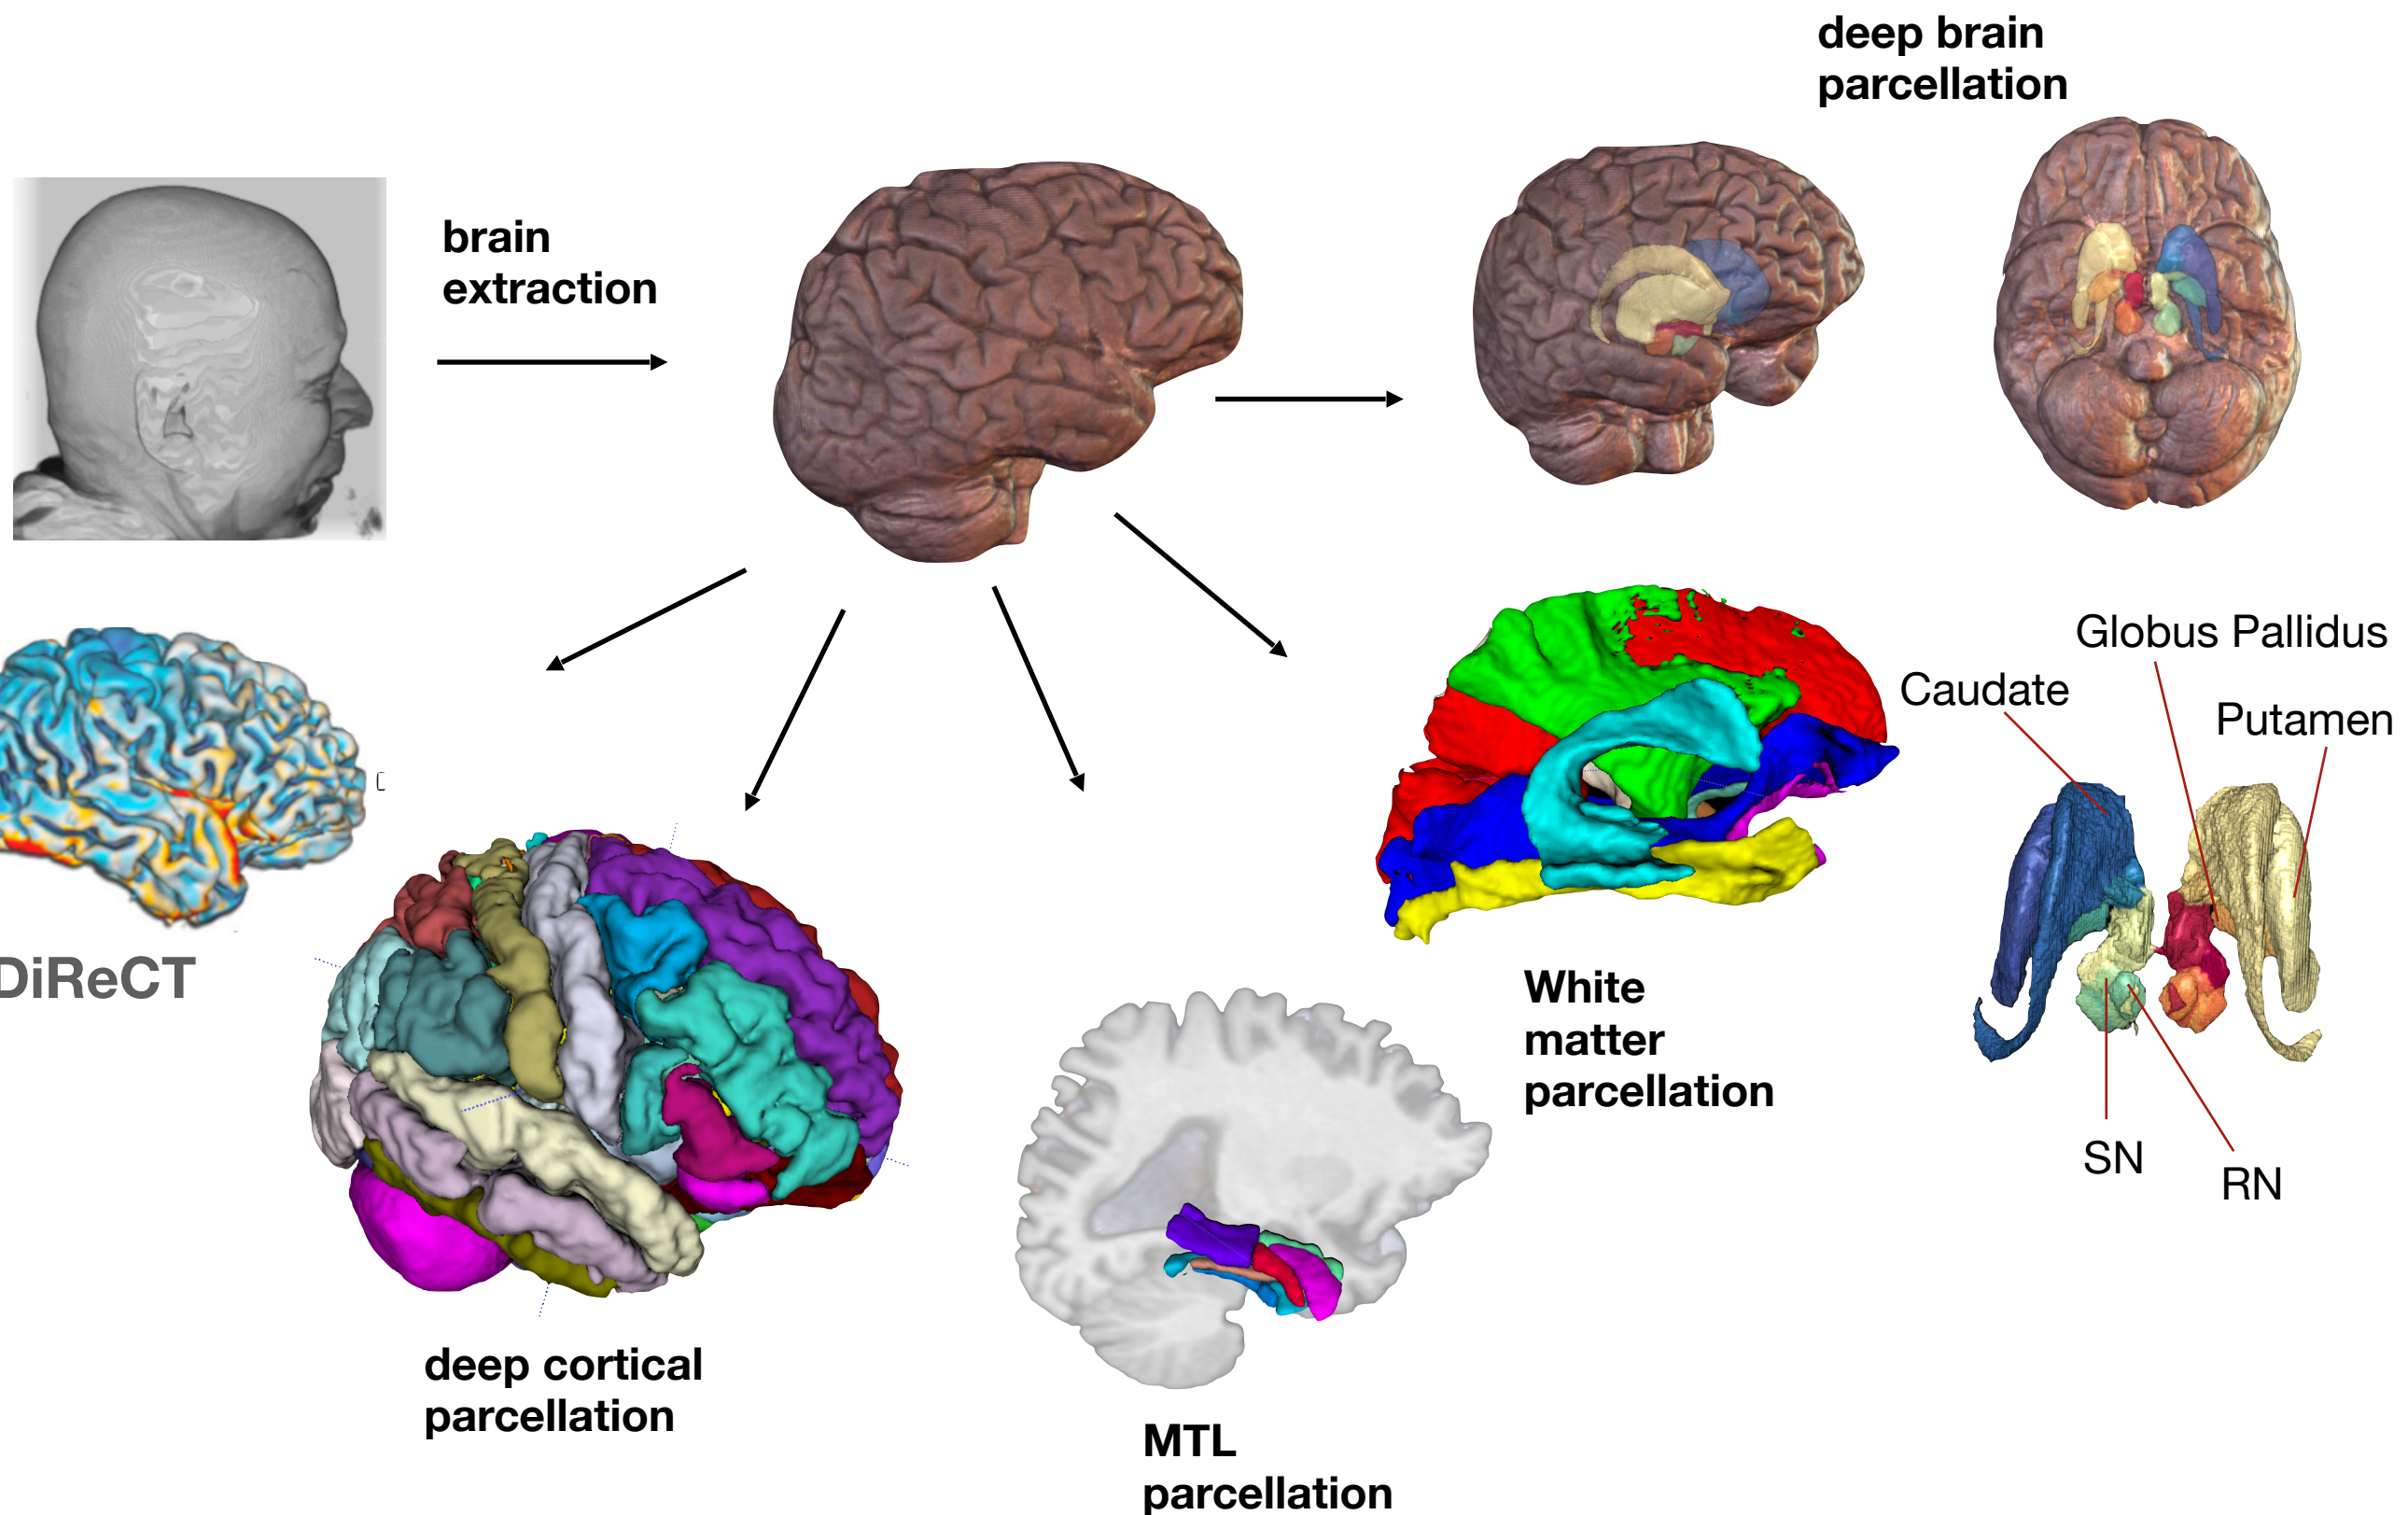 deep brain
parcellation
brain
extraction
Globus Pallidus
Caudate
Putamen
DiReCT
White
matter
parcellation
SN
RN
deep cortical
parcellation
MTL
parcellation